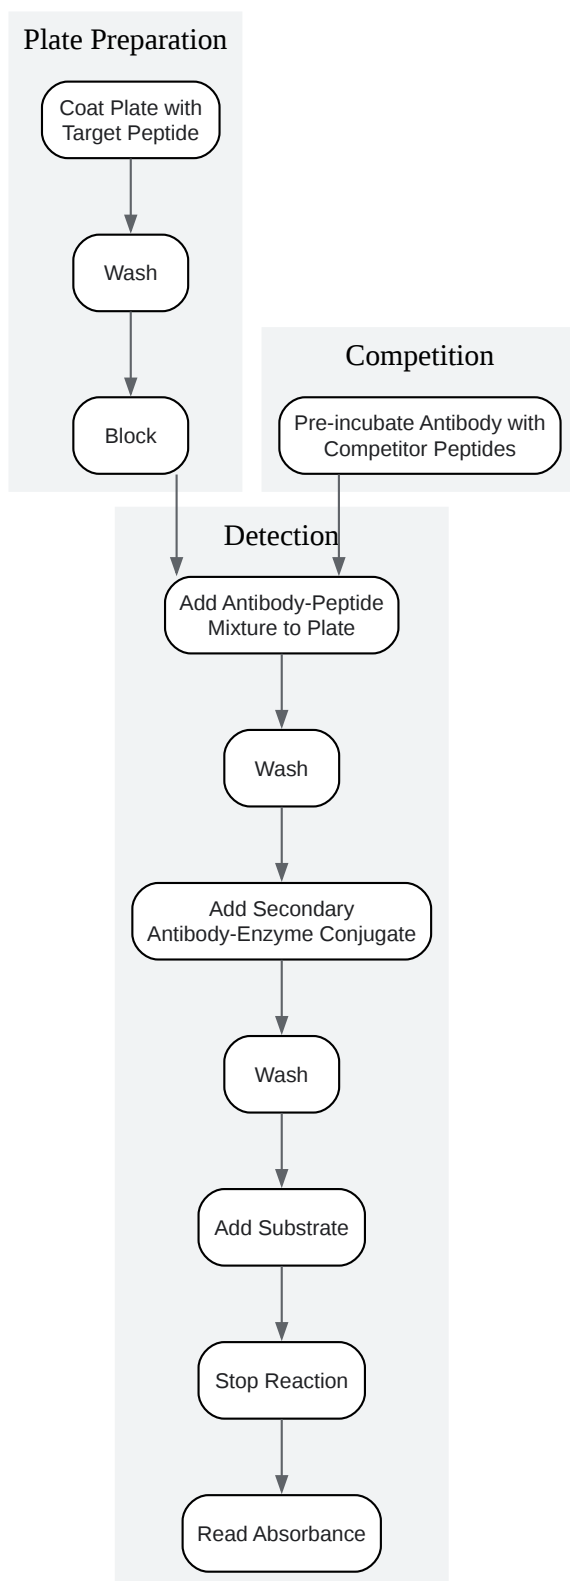 Plate Preparation
Coat Plate with
Target Peptide
Wash
Block
Competition
Pre-incubate Antibody with
Competitor Peptides
Detection
Add Antibody-Peptide
Mixture to Plate
Wash
Add Secondary
Antibody-Enzyme Conjugate
Wash
Add Substrate
Stop Reaction
Read Absorbance